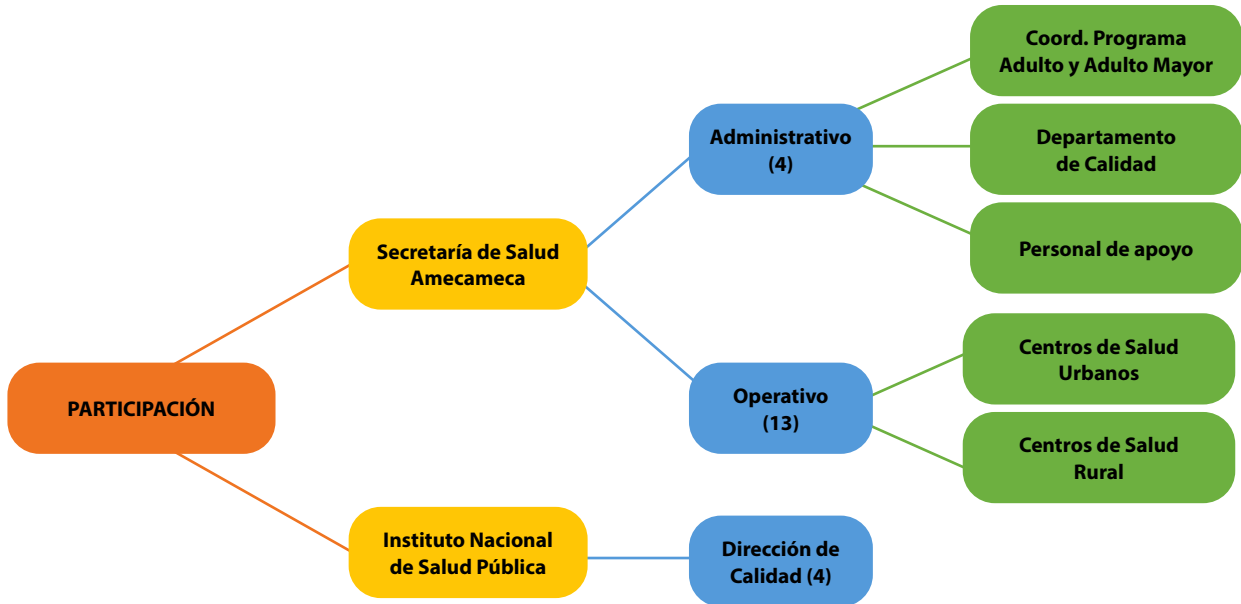 PARTICIPACIÓN
Secretaría de Salud
Amecameca
Administrativo
(4)
Coord. Programa
Adulto y Adulto Mayor
Departamento
de Calidad
Personal de apoyo
Operativo
(13)
Centros de Salud
Urbanos
Centros de Salud
Rural
Instituto Nacional
de Salud Pública
Dirección de
Calidad (4)